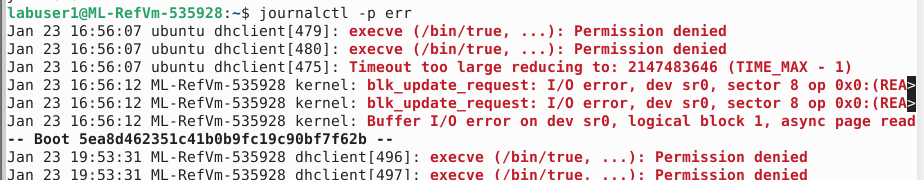 labuser1@ML-RefVm-535928:~$ journalctl -p err
Jan 23 16:56:07 ubuntu dhclient[479]: execve (/bin/true, ...): Permission denied
Jan 23 16:56:07 ubuntu dhclient[480]: execve (/bin/true, ...): Permission denied
Jan 23 16:56:07 ubuntu dhclient[475]: Timeout too large reducing to: 2147483646 (TIME_MAX - 1)
Jan 23 16:56:12 ML-RefVm-535928 kernel: blk_update_request: I/O error, dev sr0, sector 8 op 0x0:(REA>
Jan 23 16:56:12 ML-RefVm-535928 kernel: blk_update_request: I/O error, dev sr0, sector 8 op 0x0:(REA>
Jan 23 16:56:12 ML-RefVm-535928 kernel: Buffer I/O error on dev sr0, logical block 1, async page read
-- Boot 5ea8d462351c41b0b9fc19c90bf7f62b --
Jan 23 19:53:31 ML-RefVm-535928 dhclient[496]: execve (/bin/true, ...): Permission denied
Jan 23 19:53:31 ML-RefVm-535928 dhclient[497]: execve (/bin/true, ...): Permission denied